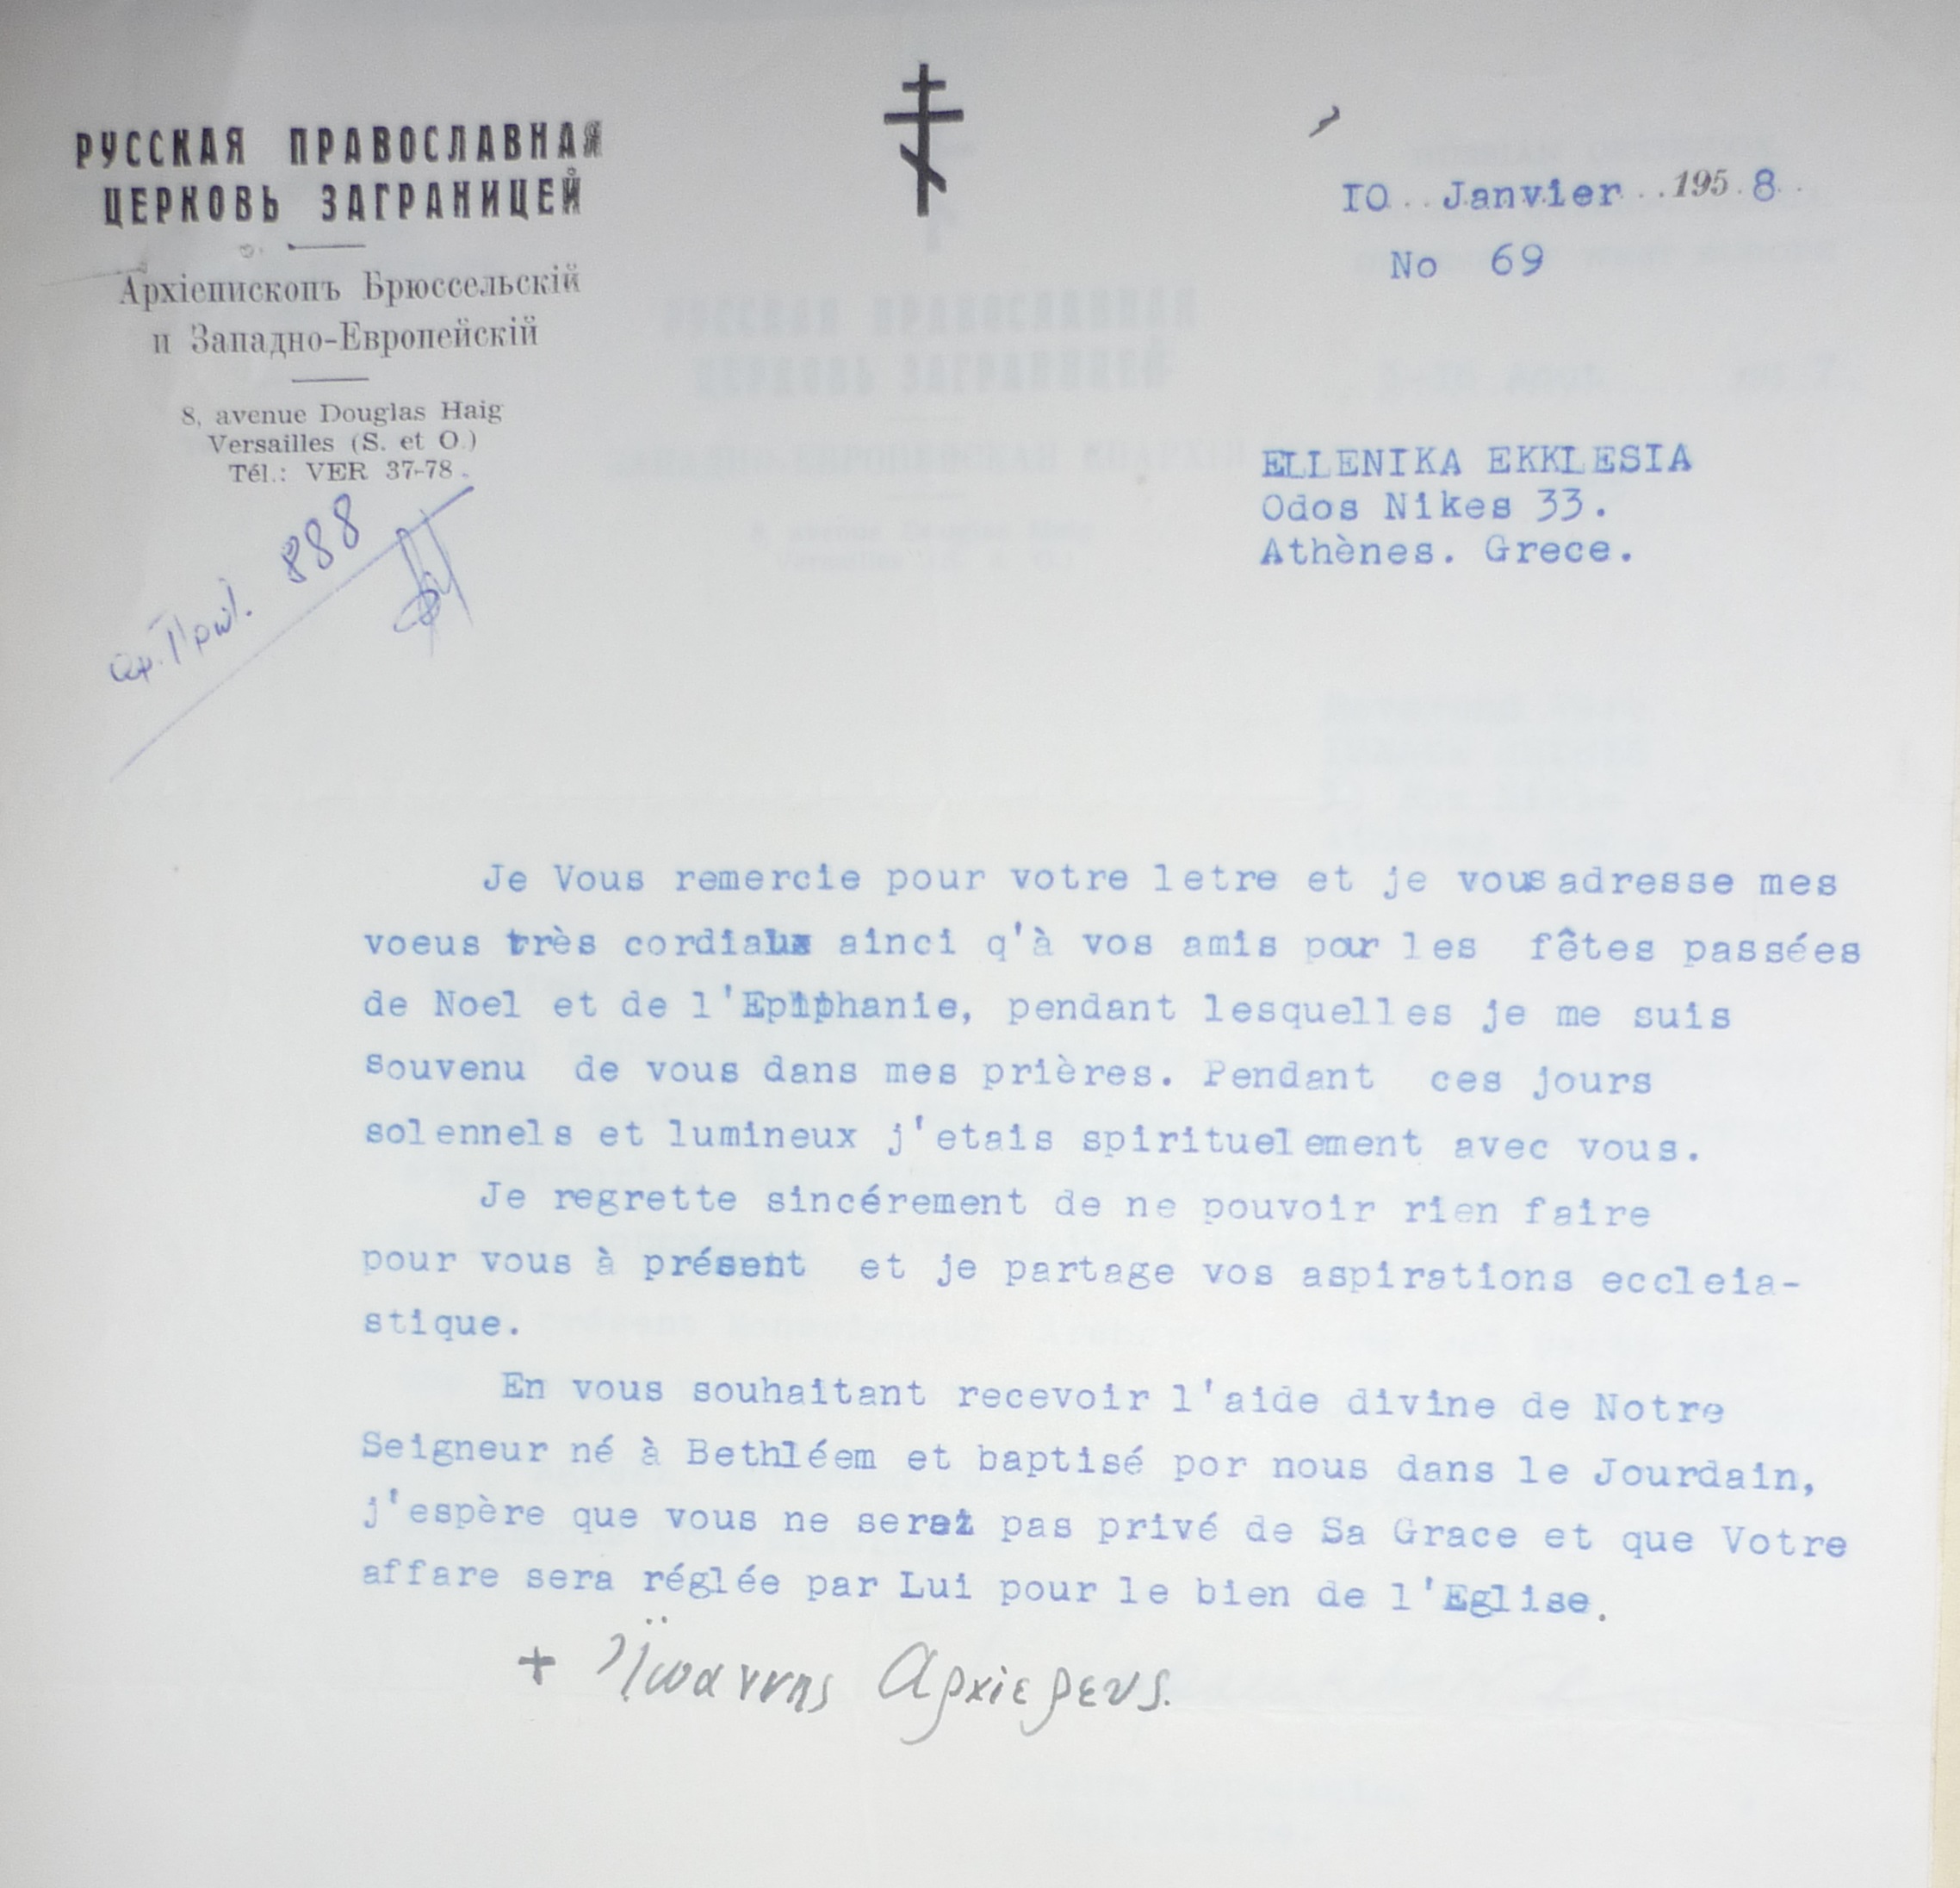 РУССКАЯ ПРАВОСЛАВНАЯ
ЦЕРКОВЬ ЗАГРАНИЦЕЙ
Архіепископъ Брюссельскій
и Западно-Европейскій
8, avenue Douglas Haig
Versailles (S. et O.)
Tél.: VER 37-78.
αρ. Πρωτ. 888
IO.. Janvier ..195.8..
No 69
ELLENIKA EKKLESIA
Odos Nikes 33.
Athènes. Grece.
Je Vous remercie pour votre letre et je vous adresse mes
voeus très cordiaux ainci q'à vos amis pour les fêtes passées
de Noel et de l'Epiphanie, pendant lesquelles je me suis
souvenu de vous dans mes prières. Pendant ces jours
solennels et lumineux j'etais spirituelement avec vous.
Je regrette sincérement de ne pouvoir rien faire
pour vous à présent et je partage vos aspirations eccleia-
stique.
En vous souhaitant recevoir l'aide divine de Notre
Seigneur né à Bethléem et baptisé por nous dans le Jourdain,
j'espère que vous ne serez pas privé de Sa Grace et que Votre
affare sera réglée par Lui pour le bien de l'Eglise.
+ Ἰωάννης Αρχιερευς.